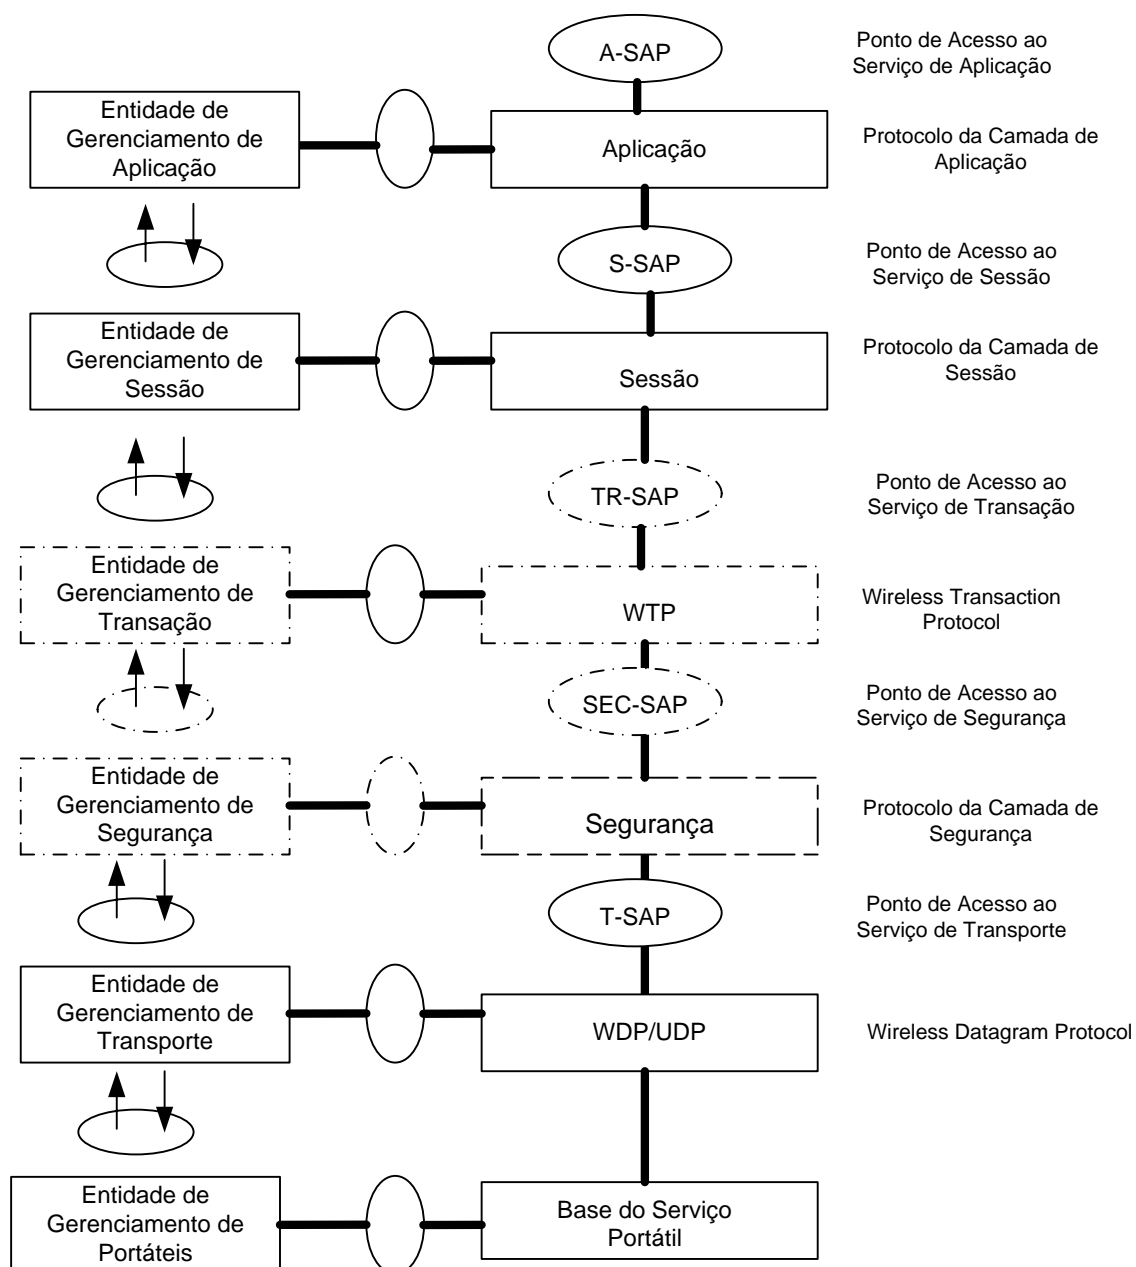 A-SAP
Ponto de Acesso ao
Serviço de Aplicação
Entidade de
Gerenciamento de
Aplicação
Aplicação
Protocolo da Camada de
Aplicação
S-SAP
Ponto de Acesso ao
Serviço de Sessão
Entidade de
Gerenciamento de
Sessão
Sessão
Protocolo da Camada de
Sessão
TR-SAP
Ponto de Acesso ao
Serviço de Transação
Entidade de
Gerenciamento de
Transação
WTP
Wireless Transaction
Protocol
SEC-SAP
Ponto de Acesso ao
Serviço de Segurança
Entidade de
Gerenciamento de
Segurança
Segurança
Protocolo da Camada de
Segurança
T-SAP
Ponto de Acesso ao
Serviço de Transporte
Entidade de
Gerenciamento de
Transporte
WDP/UDP
Wireless Datagram Protocol
Entidade de
Gerenciamento de
Portáteis
Base do Serviço
Portátil